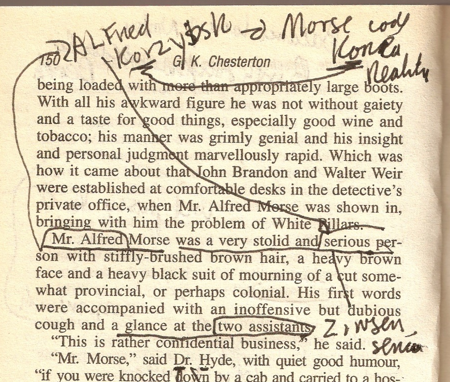 ALFred
Korzybsk → Morse code
150 G. K. Chesterton Korea
Reality
being loaded with more than appropriately large boots.
With all his awkward figure he was not without gaiety
and a taste for good things, especially good wine and
tobacco; his manner was grimly genial and his insight
and personal judgment marvellously rapid. Which was
how it came about that John Brandon and Walter Weir
were established at comfortable desks in the detective's
private office, when Mr. Alfred Morse was shown in,
bringing with him the problem of White Pillars.
Mr. Alfred Morse was a very stolid and serious per-
son with stiffly-brushed brown hair, a heavy brown
face and a heavy black suit of mourning of a cut some-
what provincial, or perhaps colonial. His first words
were accompanied with an inoffensive but dubious
cough and a glance at the two assistants.
"This is rather confidential business," he said.
"Mr. Morse," said Dr. Hyde, with quiet good humour,
"if you were knocked down by a cab and carried to a hos-